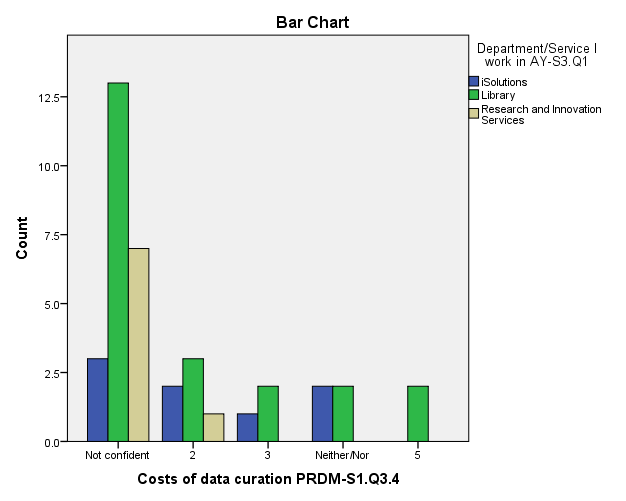 Bar Chart
Department/Service I
work in AY-S3.Q1
iSolutions
Library
Research and Innovation
Services
Count
12.5
10.0
7.5
5.0
2.5
0.0
Not confident
2
3
Neither/Nor
5
Costs of data curation PRDM-S1.Q3.4